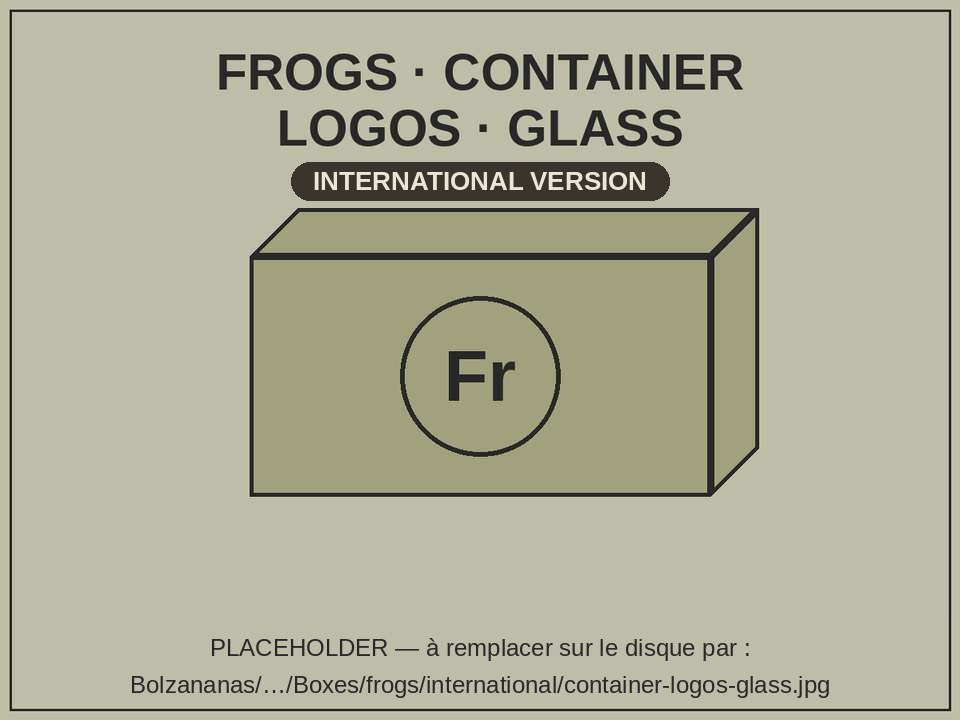 FROGS · CONTAINER
LOGOS · GLASS
INTERNATIONAL VERSION
Fr
PLACEHOLDER — à remplacer sur le disque par :
Bolzananas/…/Boxes/frogs/international/container-logos-glass.jpg